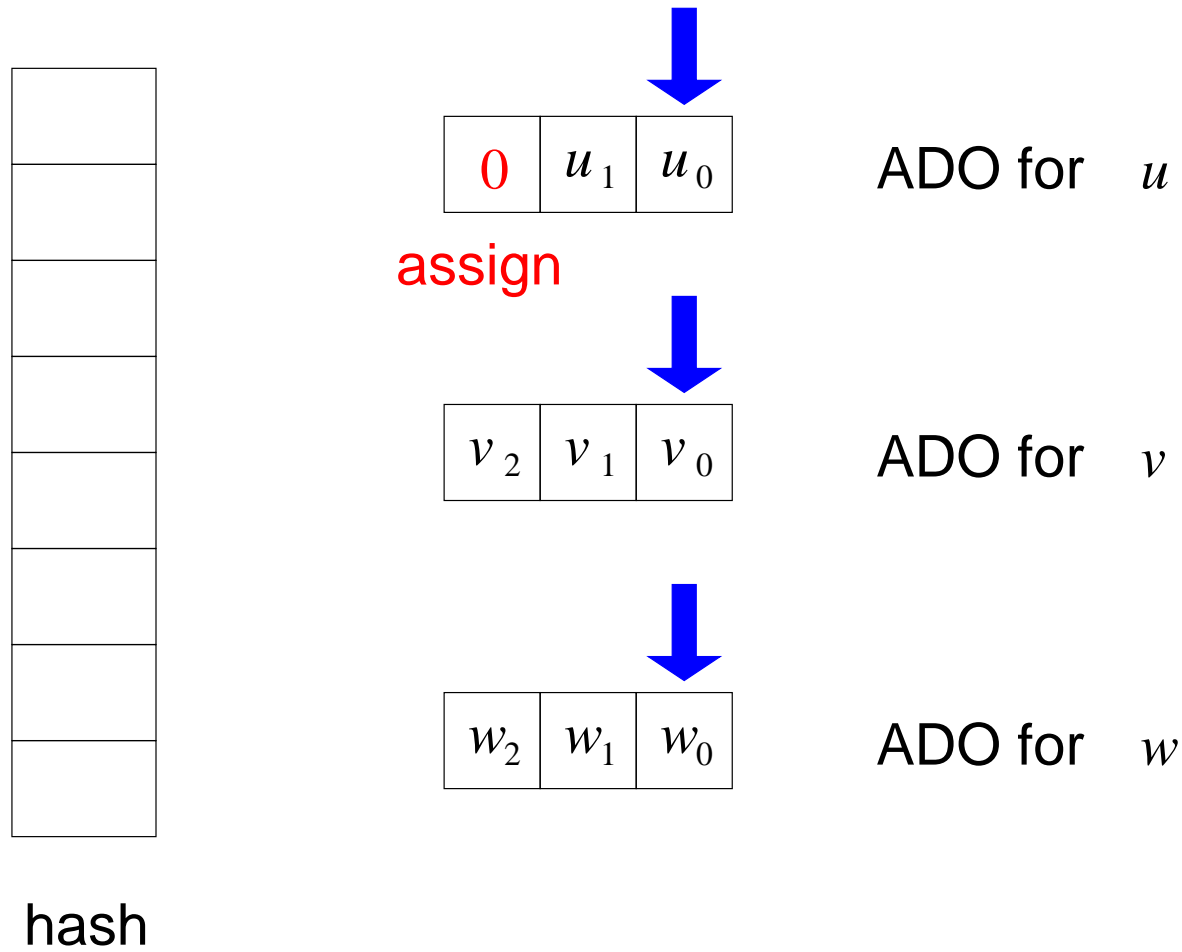 0 u₁ u₀ ADO for u
assign
v₂ v₁ v₀ ADO for v
w₂ w₁ w₀ ADO for w
hash